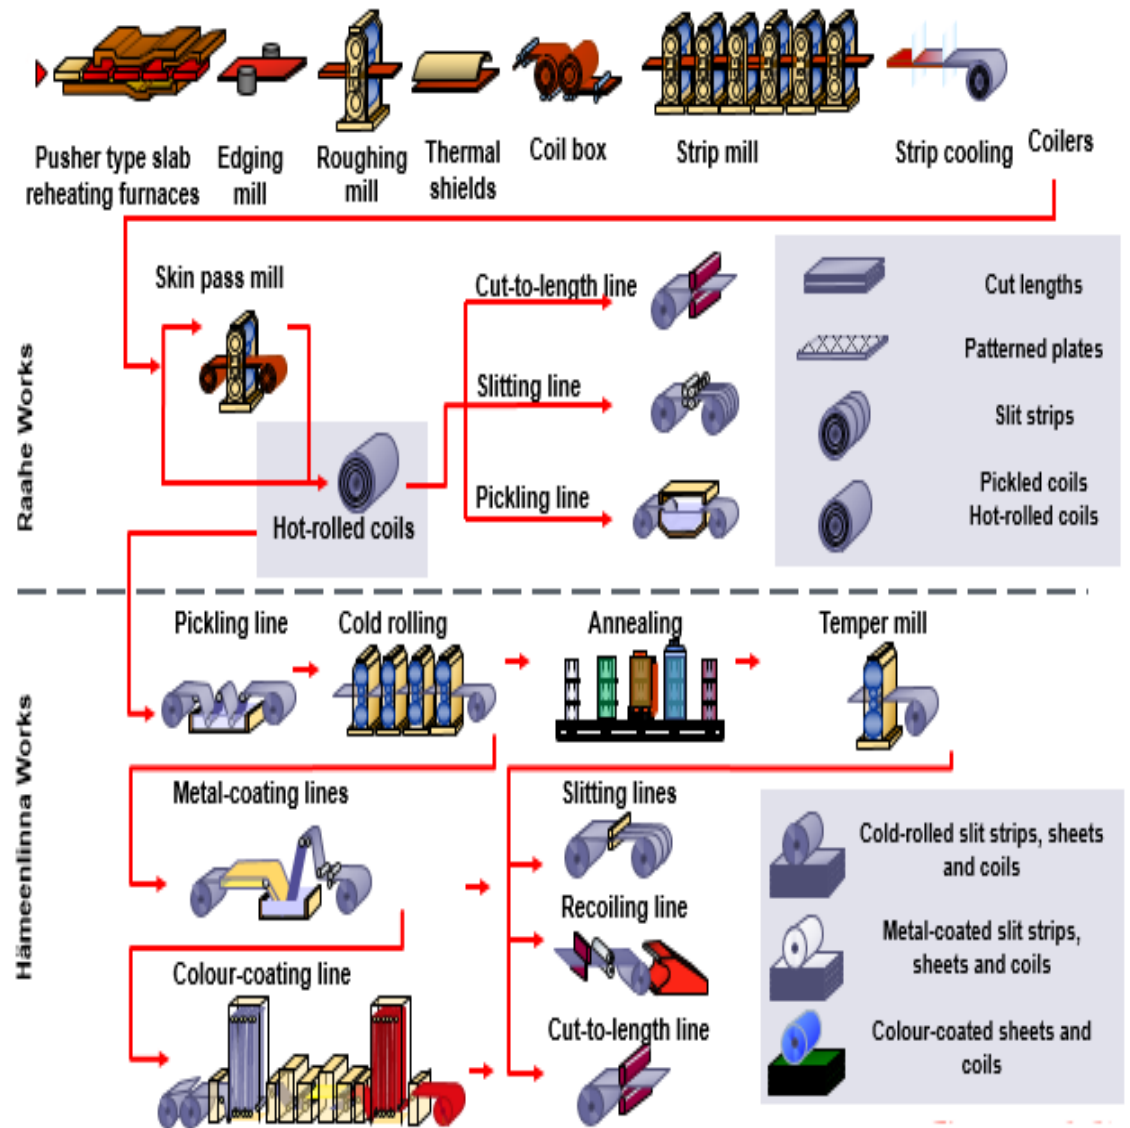 Pusher type slab
reheating furnaces
Edging
mill
Roughing
mill
Thermal
shields
Coil box
Strip mill
Strip cooling
Coilers
Raahe Works
Skin pass mill
Hot-rolled coils
Cut-to-length line
Slitting line
Pickling line
Cut lengths
Patterned plates
Slit strips
Pickled coils
Hot-rolled coils
Hämeenlinna Works
Pickling line
Cold rolling
Annealing
Temper mill
Metal-coating lines
Colour-coating line
Slitting lines
Recoiling line
Cut-to-length line
Cold-rolled slit strips, sheets
and coils
Metal-coated slit strips,
sheets and coils
Colour-coated sheets and
coils